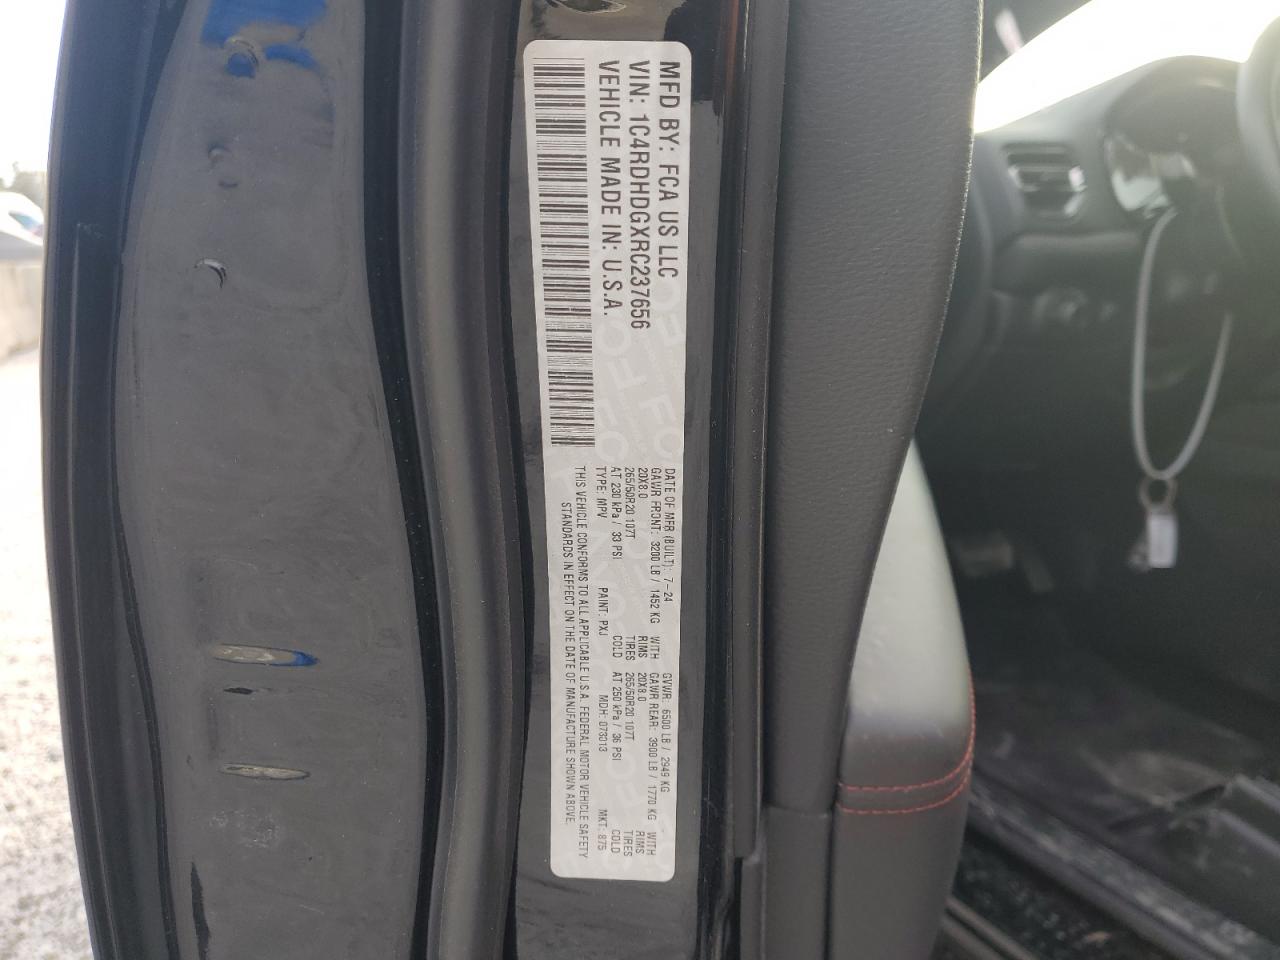 MFD BY: FCA US LLC
VIN: 1C4RDHDGXRC237656
VEHICLE MADE IN: U.S.A.
DATE OF MFR (BUILT): 7-24 GVWR: 6500 LB / 2949 KG
GAWR FRONT: 3200 LB / 1452 KG WITH GAWR REAR: 3900 LB / 1770 KG WITH
20X8.0 RIMS 20X8.0 RIMS
265/50R20 107T TIRES 265/50R20 107T TIRES
AT 230 kPa / 33 PSI COLD AT 250 kPa / 36 PSI COLD
TYPE: MPV PAINT: PXJ MDH: 073013 MKT: 875
THIS VEHICLE CONFORMS TO ALL APPLICABLE U.S.A. FEDERAL MOTOR VEHICLE SAFETY
STANDARDS IN EFFECT ON THE DATE OF MANUFACTURE SHOWN ABOVE.